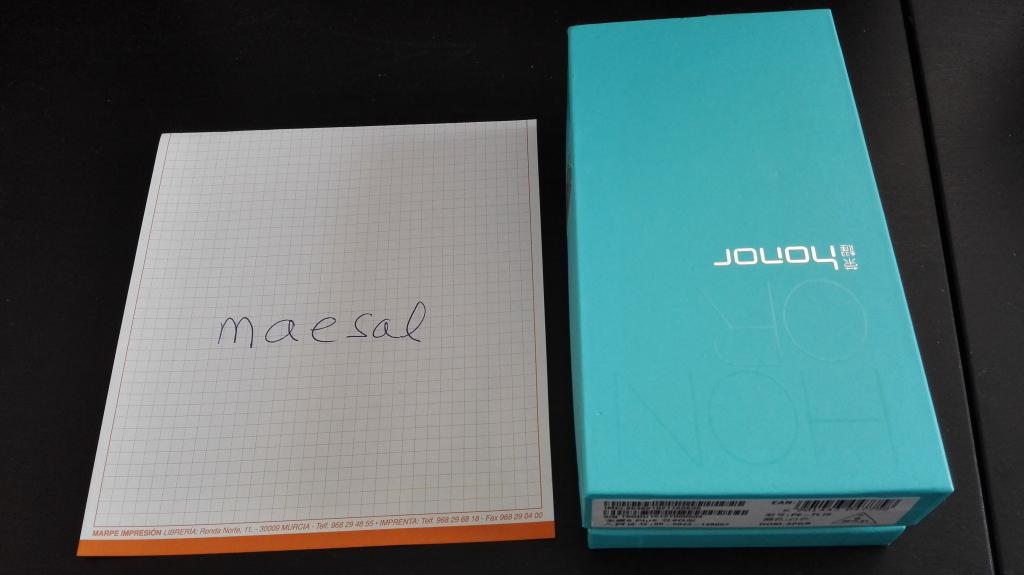 maesal
MARPE IMPRESIÓN LIBRERÍA: Ronda Norte, 11. - 30009 MURCIA - Telf. 968 29 48 55 • IMPRENTA: Telf. 968 29 68 18 - Fax 968 29 04 00
honor
荣耀
HONOR
EAN